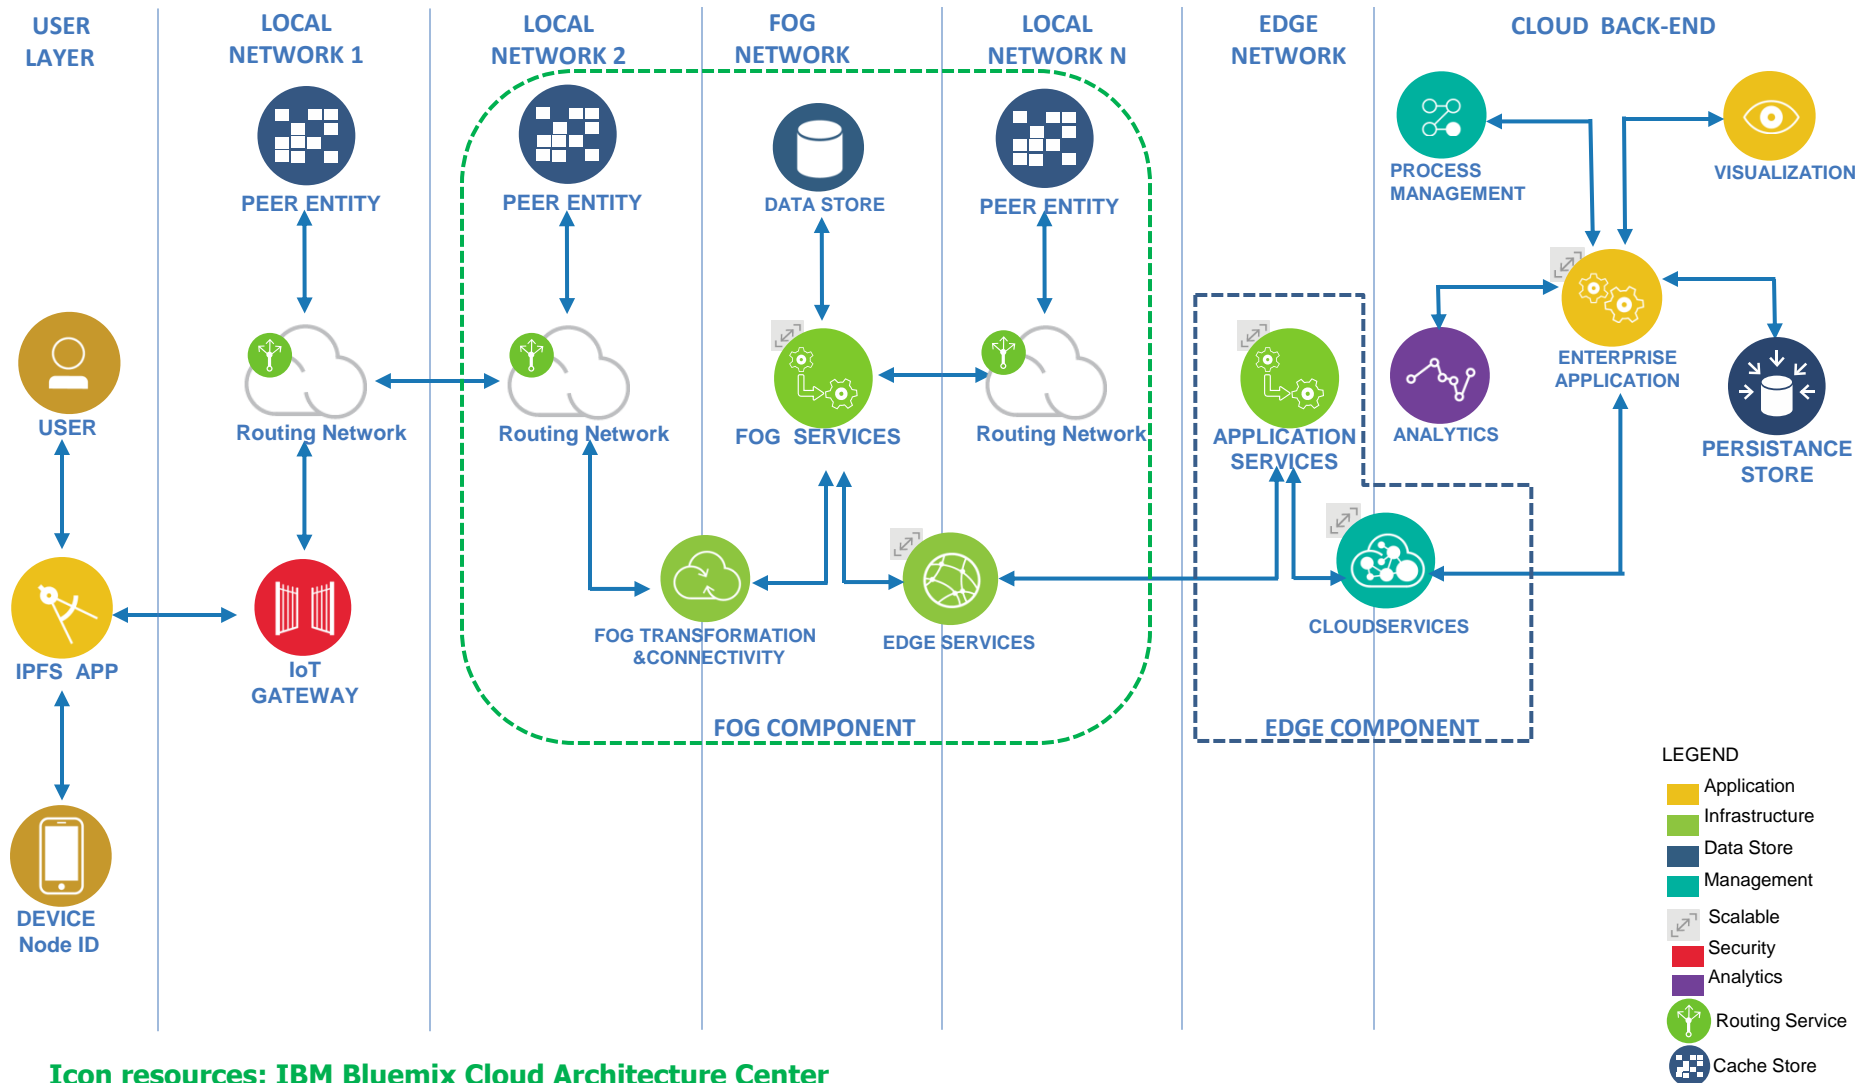 USER
LAYER
LOCAL
NETWORK 1
LOCAL
NETWORK 2
FOG
NETWORK
LOCAL
NETWORK N
EDGE
NETWORK
CLOUD BACK-END
PEER ENTITY
PEER ENTITY
DATA STORE
PEER ENTITY
PROCESS
MANAGEMENT
VISUALIZATION
USER
Routing Network
Routing Network
FOG SERVICES
Routing Network
APPLICATION
SERVICES
ANALYTICS
ENTERPRISE
APPLICATION
PERSISTANCE
STORE
IPFS APP
IoT
GATEWAY
FOG TRANSFORMATION
&CONNECTIVITY
EDGE SERVICES
CLOUDSERVICES
FOG COMPONENT
EDGE COMPONENT
DEVICE
Node ID
LEGEND
Application
Infrastructure
Data Store
Management
Scalable
Security
Analytics
Routing Service
Cache Store
Icon resources: IBM Bluemix Cloud Architecture Center